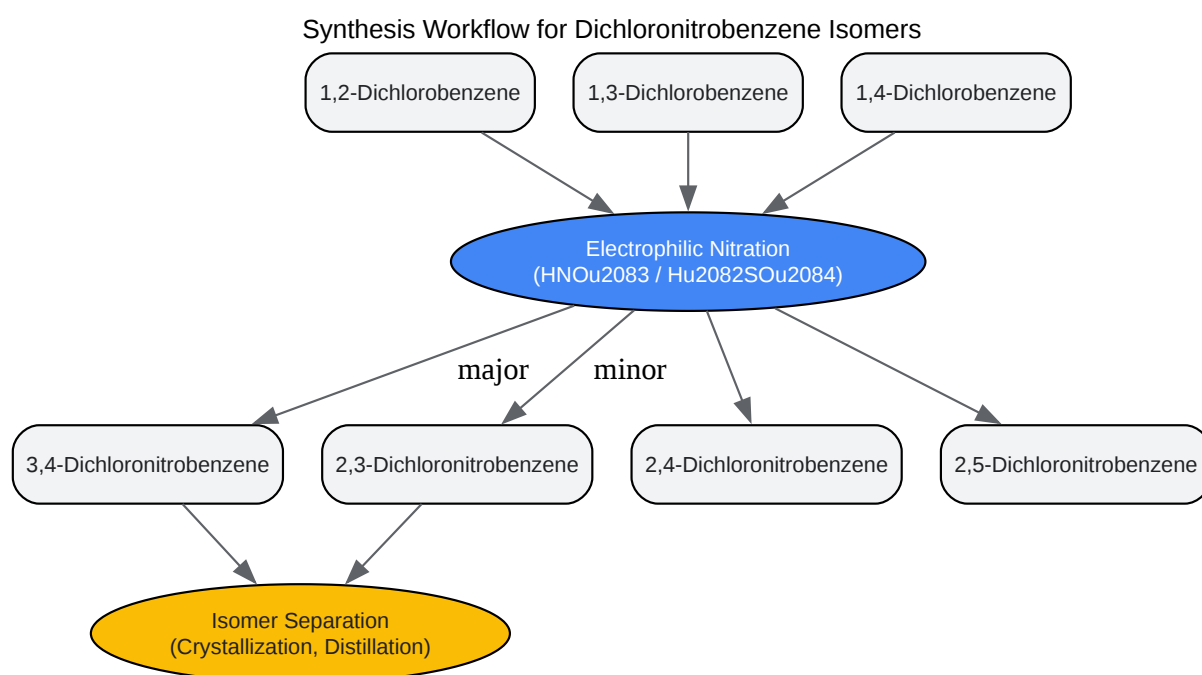 Synthesis Workflow for Dichloronitrobenzene Isomers
1,2-Dichlorobenzene
1,3-Dichlorobenzene
1,4-Dichlorobenzene
Electrophilic Nitration
(HNOu2083 / Hu2082SOu2084)
major
minor
3,4-Dichloronitrobenzene
2,3-Dichloronitrobenzene
2,4-Dichloronitrobenzene
2,5-Dichloronitrobenzene
Isomer Separation
(Crystallization, Distillation)